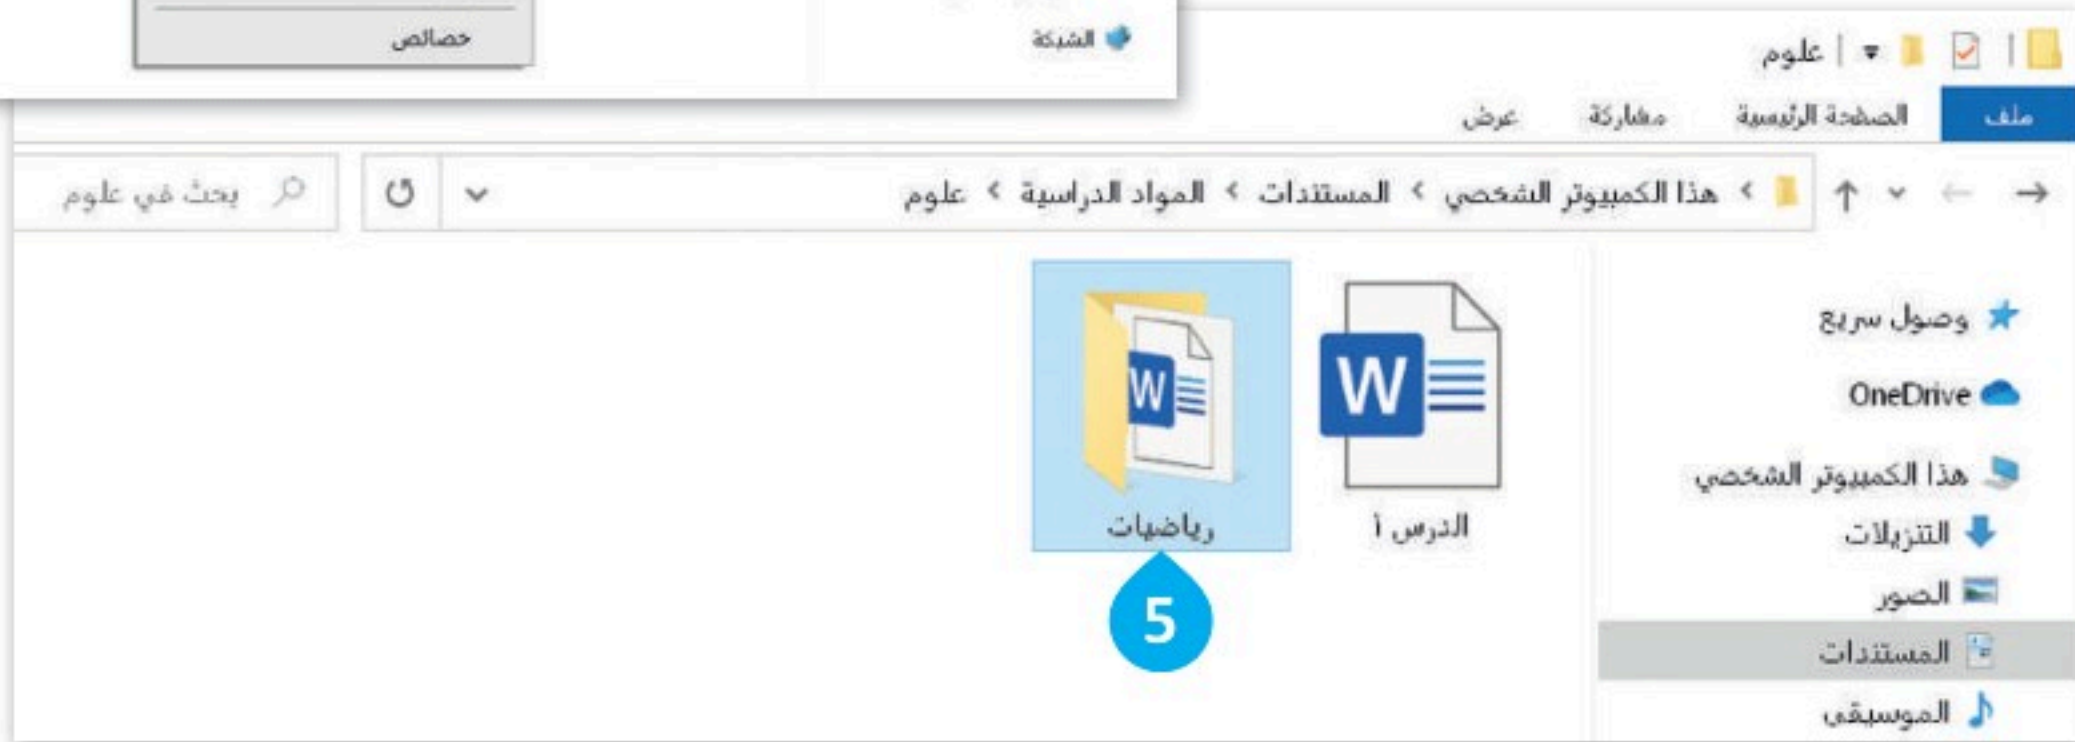 خصائص
الشبكة
علوم
ملف
الصفحة الرئيسية
مشاركة
عرض
هذا الكمبيوتر الشخصي › المستندات › المواد الدراسية › علوم
بحث في علوم
وصول سريع
OneDrive
هذا الكمبيوتر الشخصي
التنزيلات
الصور
المستندات
الموسيقى
W
الدرس أ
W
رياضيات
5